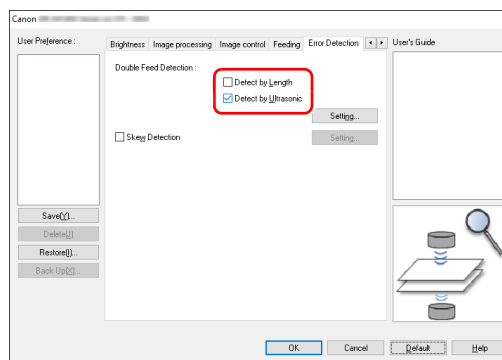 Canon
User Preference :
Brightness Image processing Image control Feeding Error Detection
User's Guide
Double Feed Detection :
Detect by Length
Detect by Ultrasonic
Setting...
Skew Detection
Setting...
Save(Y)...
Delete(J)
Restore(I)...
Back Up(X)...
OK Cancel Default Help